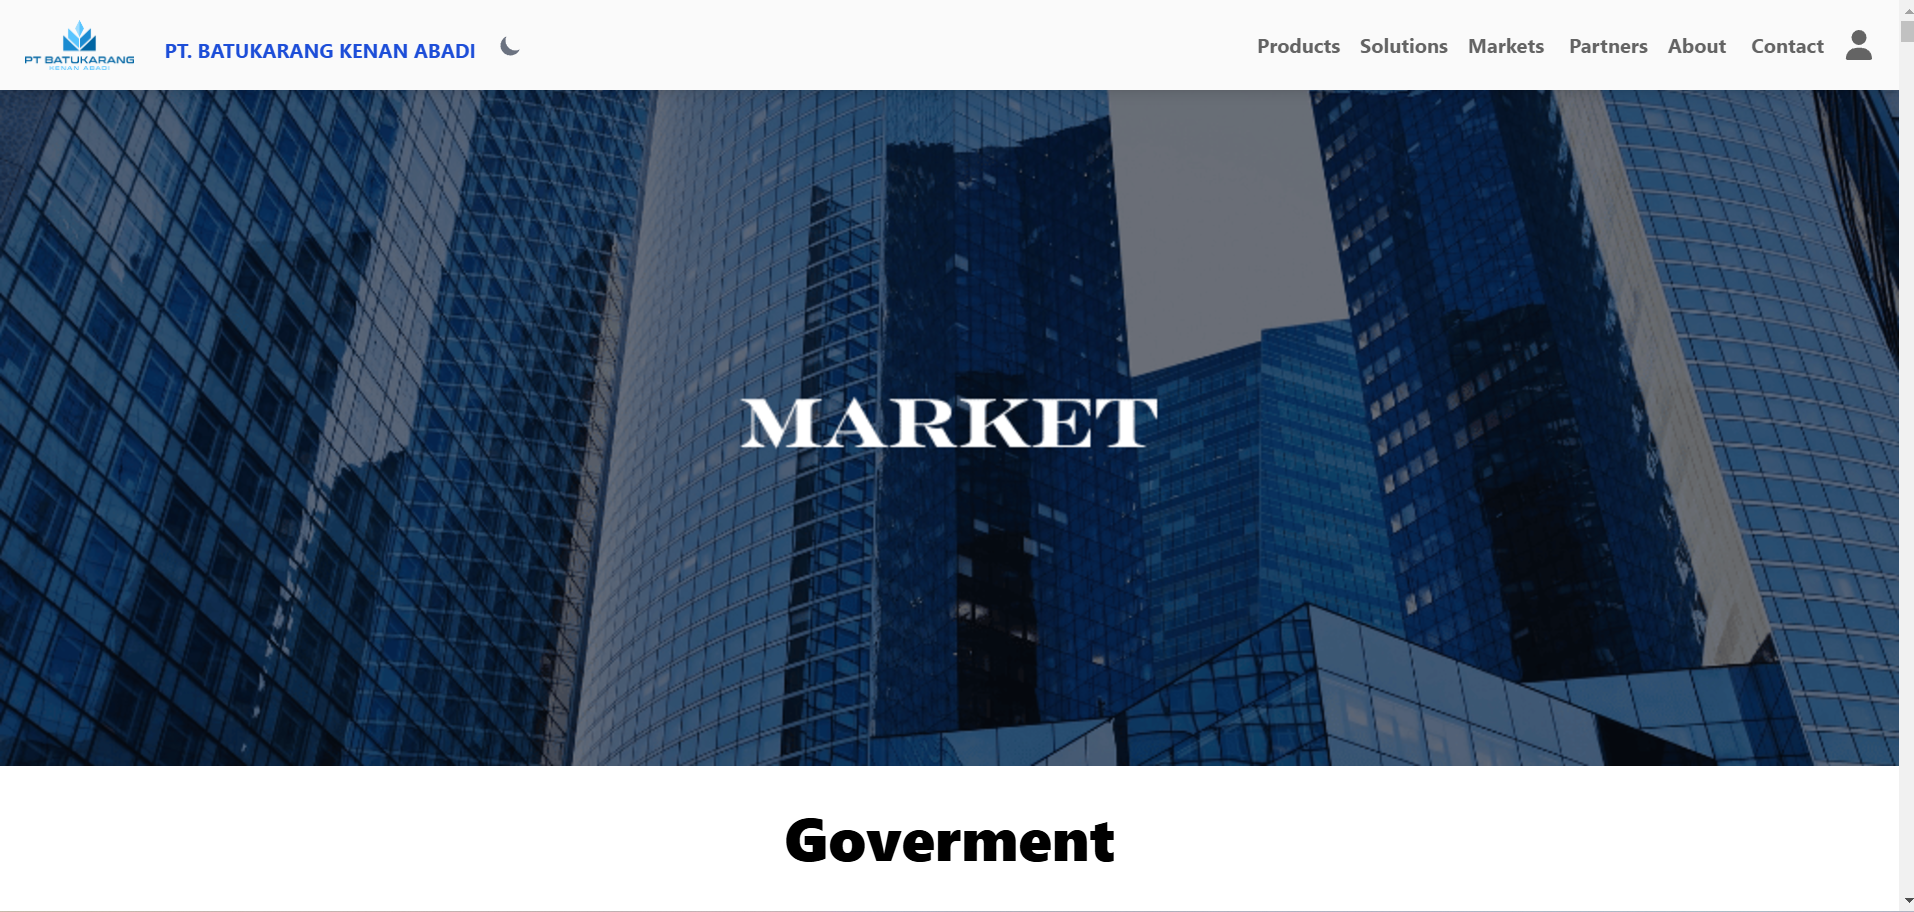 PT BATUKARANG
KENAN ABADI
PT. BATUKARANG KENAN ABADI
Products Solutions Markets Partners About Contact
MARKET
Goverment